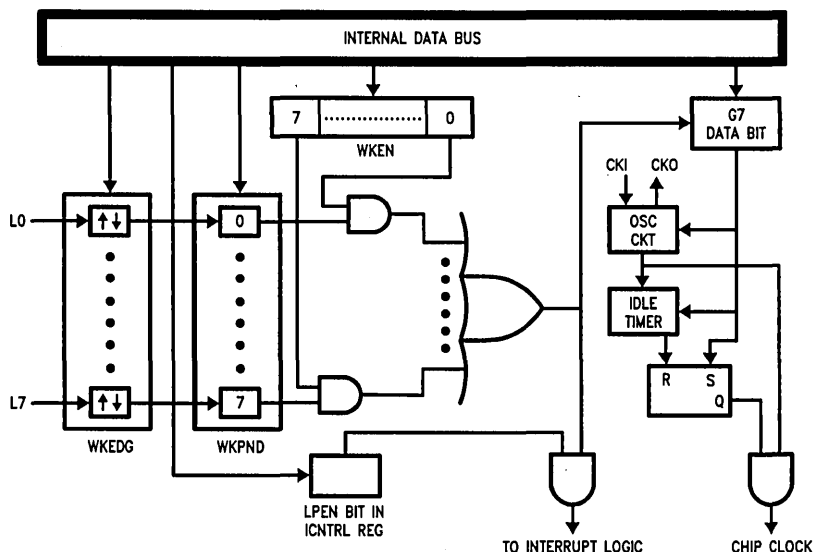 INTERNAL DATA BUS
7
0
WKEN
G7
DATA BIT
CKI
CKO
L0
0
OSC
CKT
IDLE
TIMER
R
S
Q
L7
7
WKEDG
WKPND
LPEN BIT IN
ICNTRL REG
TO INTERRUPT LOGIC
CHIP CLOCK